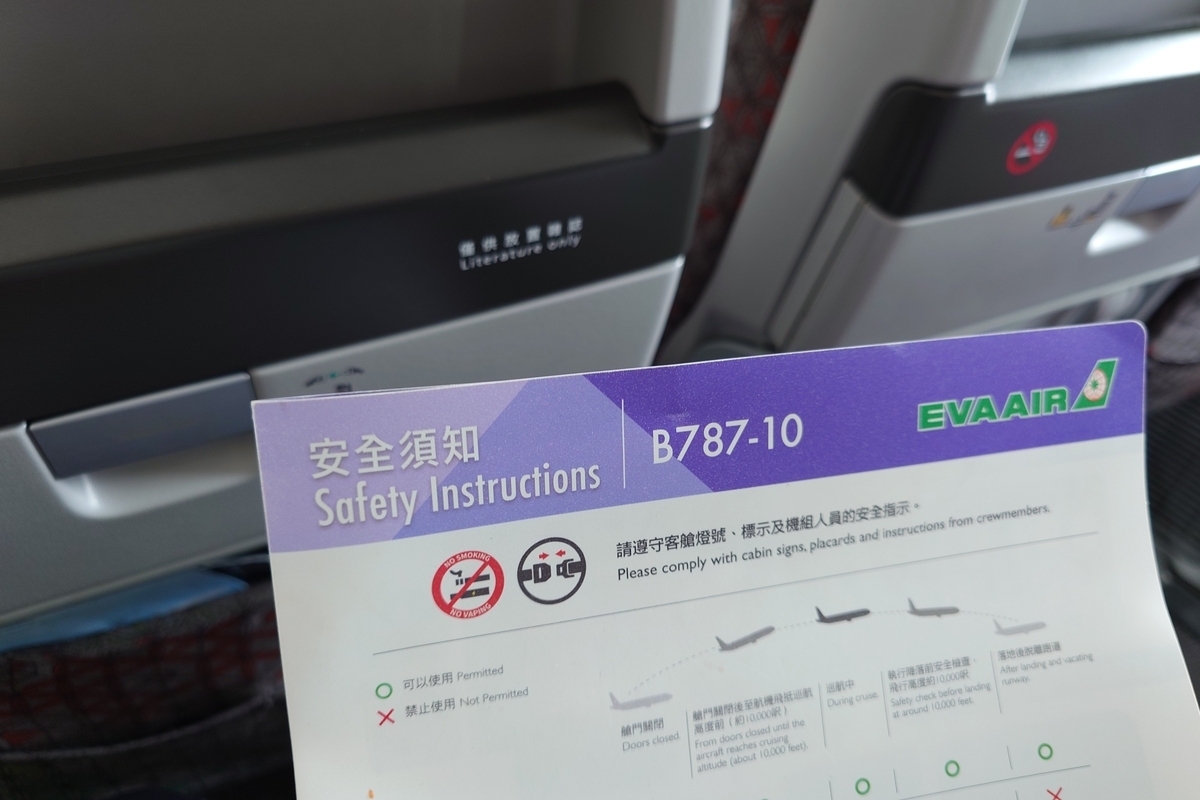 僅供放置雜誌
Literature only
安全須知
Safety Instructions
B787-10
EVA AIR
NO SMOKING
NO VAPING
請遵守客艙燈號、標示及機組人員的安全指示。
Please comply with cabin signs, placards and instructions from crewmembers.
可以使用 Permitted
禁止使用 Not Permitted
艙門關閉
Doors closed.
艙門關閉後至航機飛抵巡航
高度前（約10,000呎）
From doors closed until the
aircraft reaches cruising
altitude (about 10,000 feet).
巡航中
During cruise.
執行降落前安全檢查，
飛行高度約10,000呎
Safety check before landing
at around 10,000 feet.
落地後脫離跑道
After landing and vacating
runway.